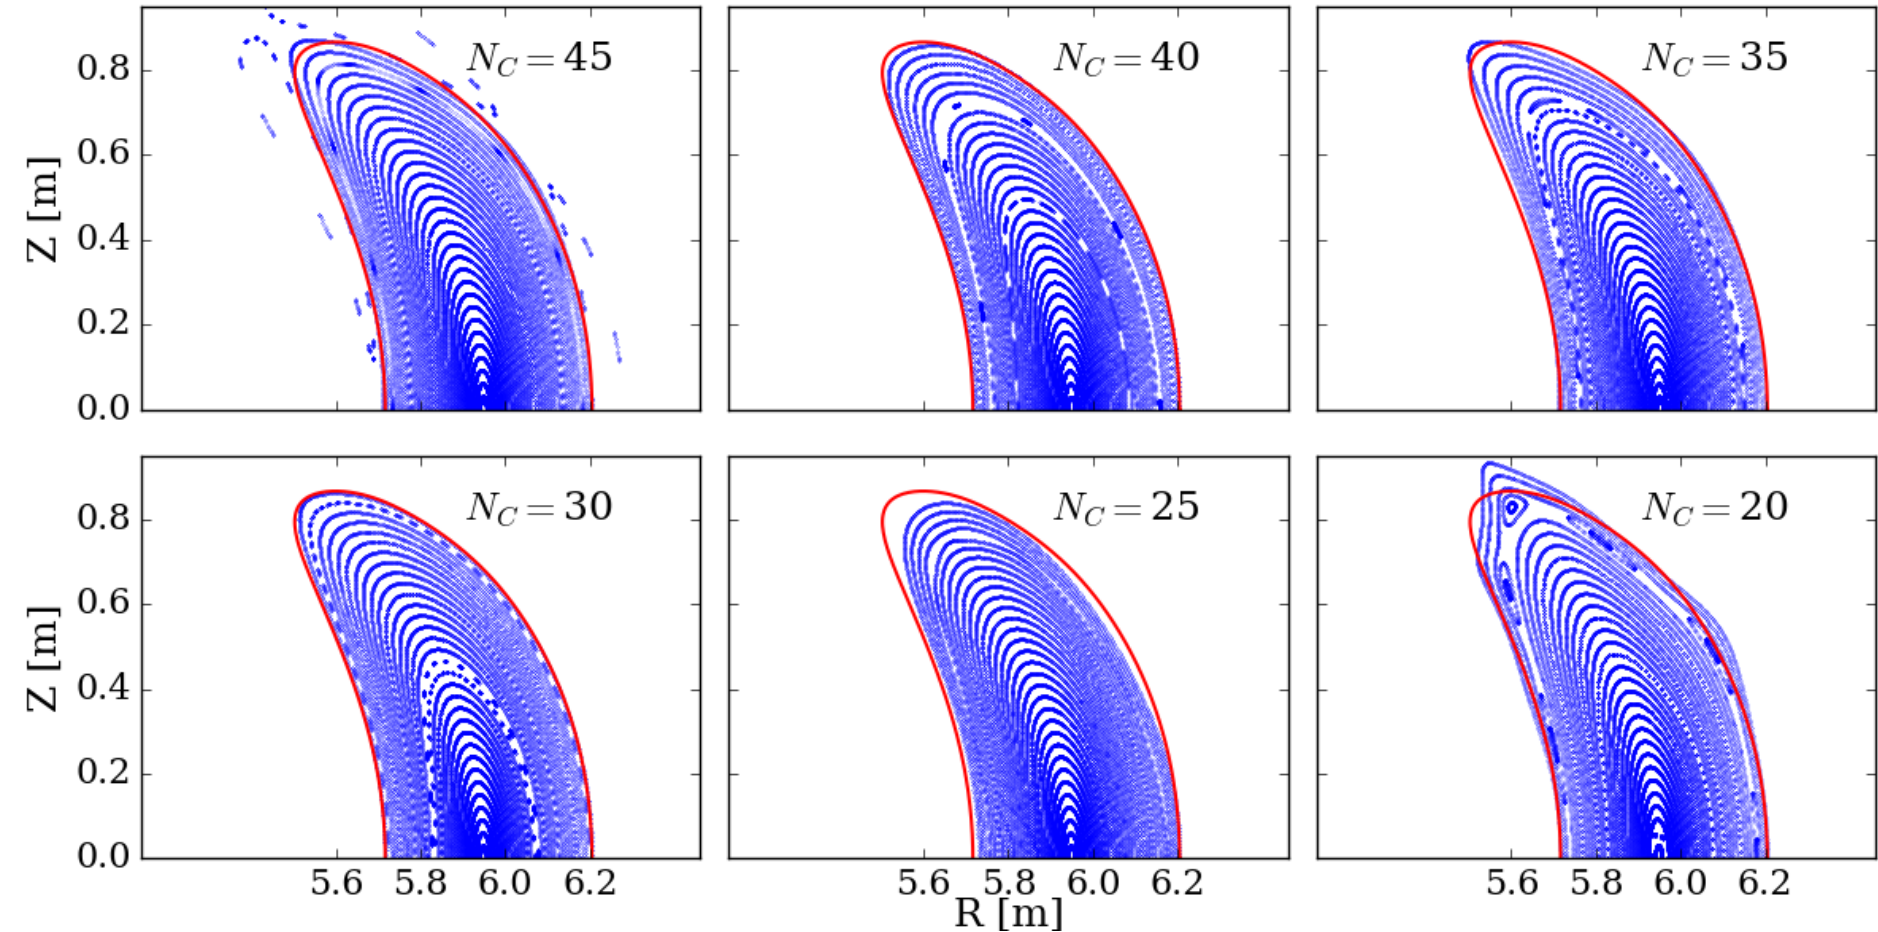 N_C = 45
N_C = 40
N_C = 35
0.8
0.6
0.4
0.2
0.0
Z [m]
N_C = 30
N_C = 25
N_C = 20
0.8
0.6
0.4
0.2
0.0
Z [m]
5.6 5.8 6.0 6.2
5.6 5.8 6.0 6.2
5.6 5.8 6.0 6.2
R [m]